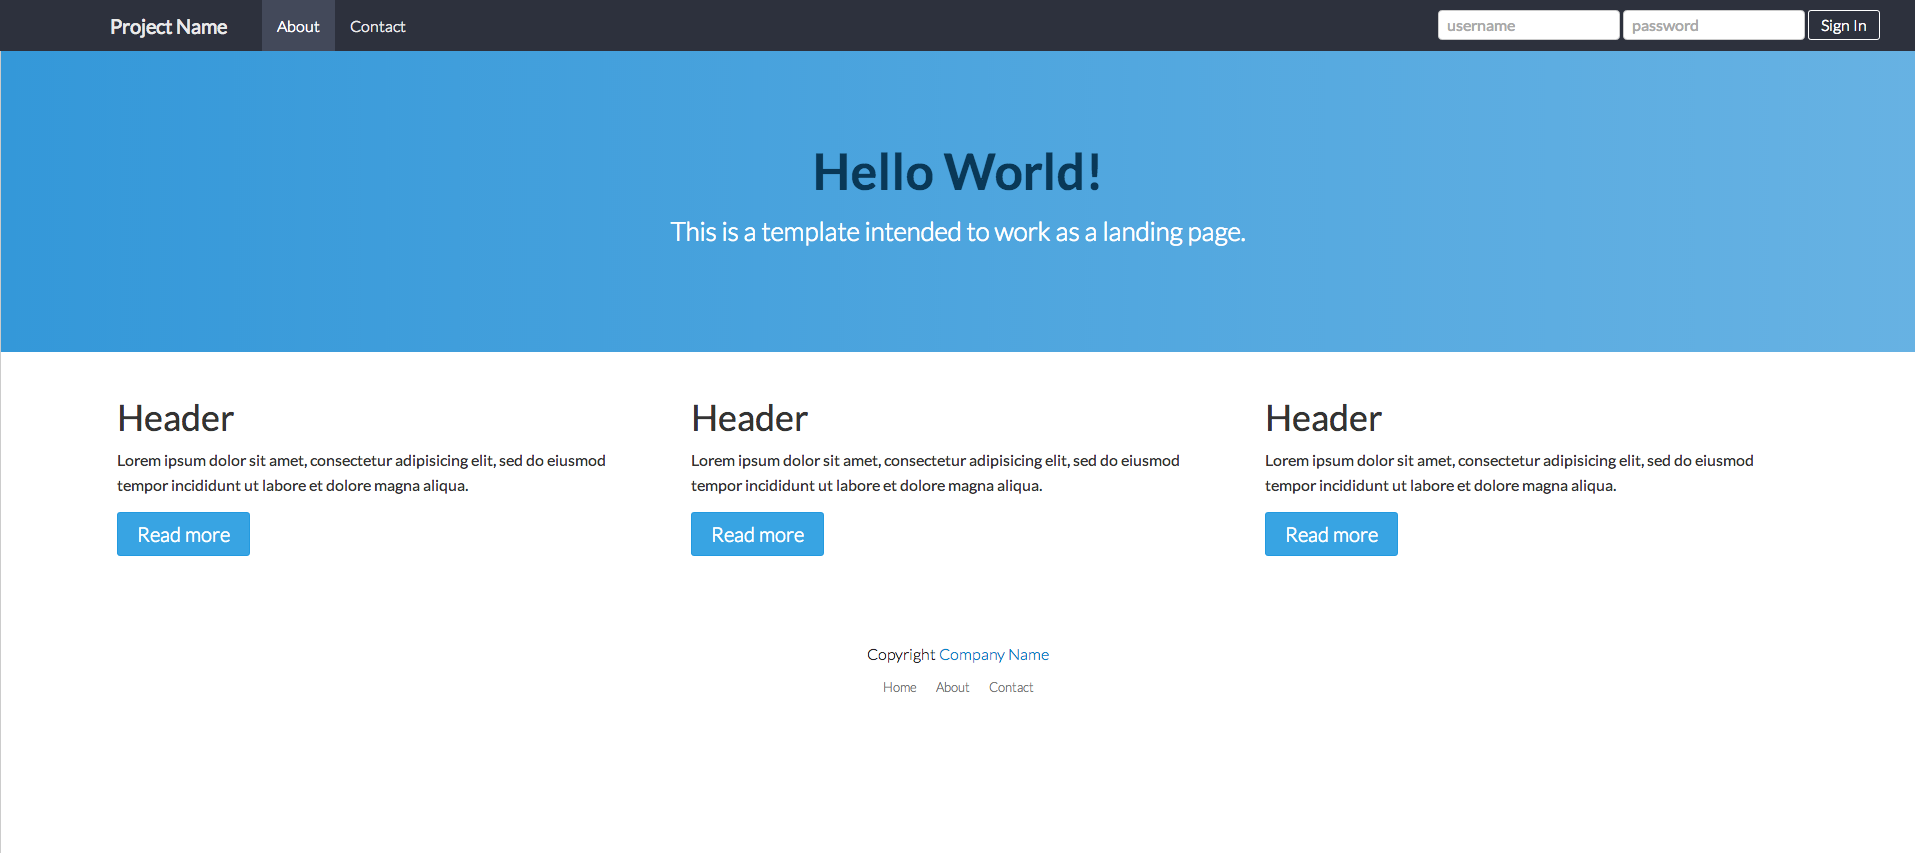 Project Name About Contact username password Sign In
Hello World!
This is a template intended to work as a landing page.
Header
Lorem ipsum dolor sit amet, consectetur adipisicing elit, sed do eiusmod
tempor incididunt ut labore et dolore magna aliqua.
Read more
Header
Lorem ipsum dolor sit amet, consectetur adipisicing elit, sed do eiusmod
tempor incididunt ut labore et dolore magna aliqua.
Read more
Header
Lorem ipsum dolor sit amet, consectetur adipisicing elit, sed do eiusmod
tempor incididunt ut labore et dolore magna aliqua.
Read more
Copyright Company Name
Home About Contact